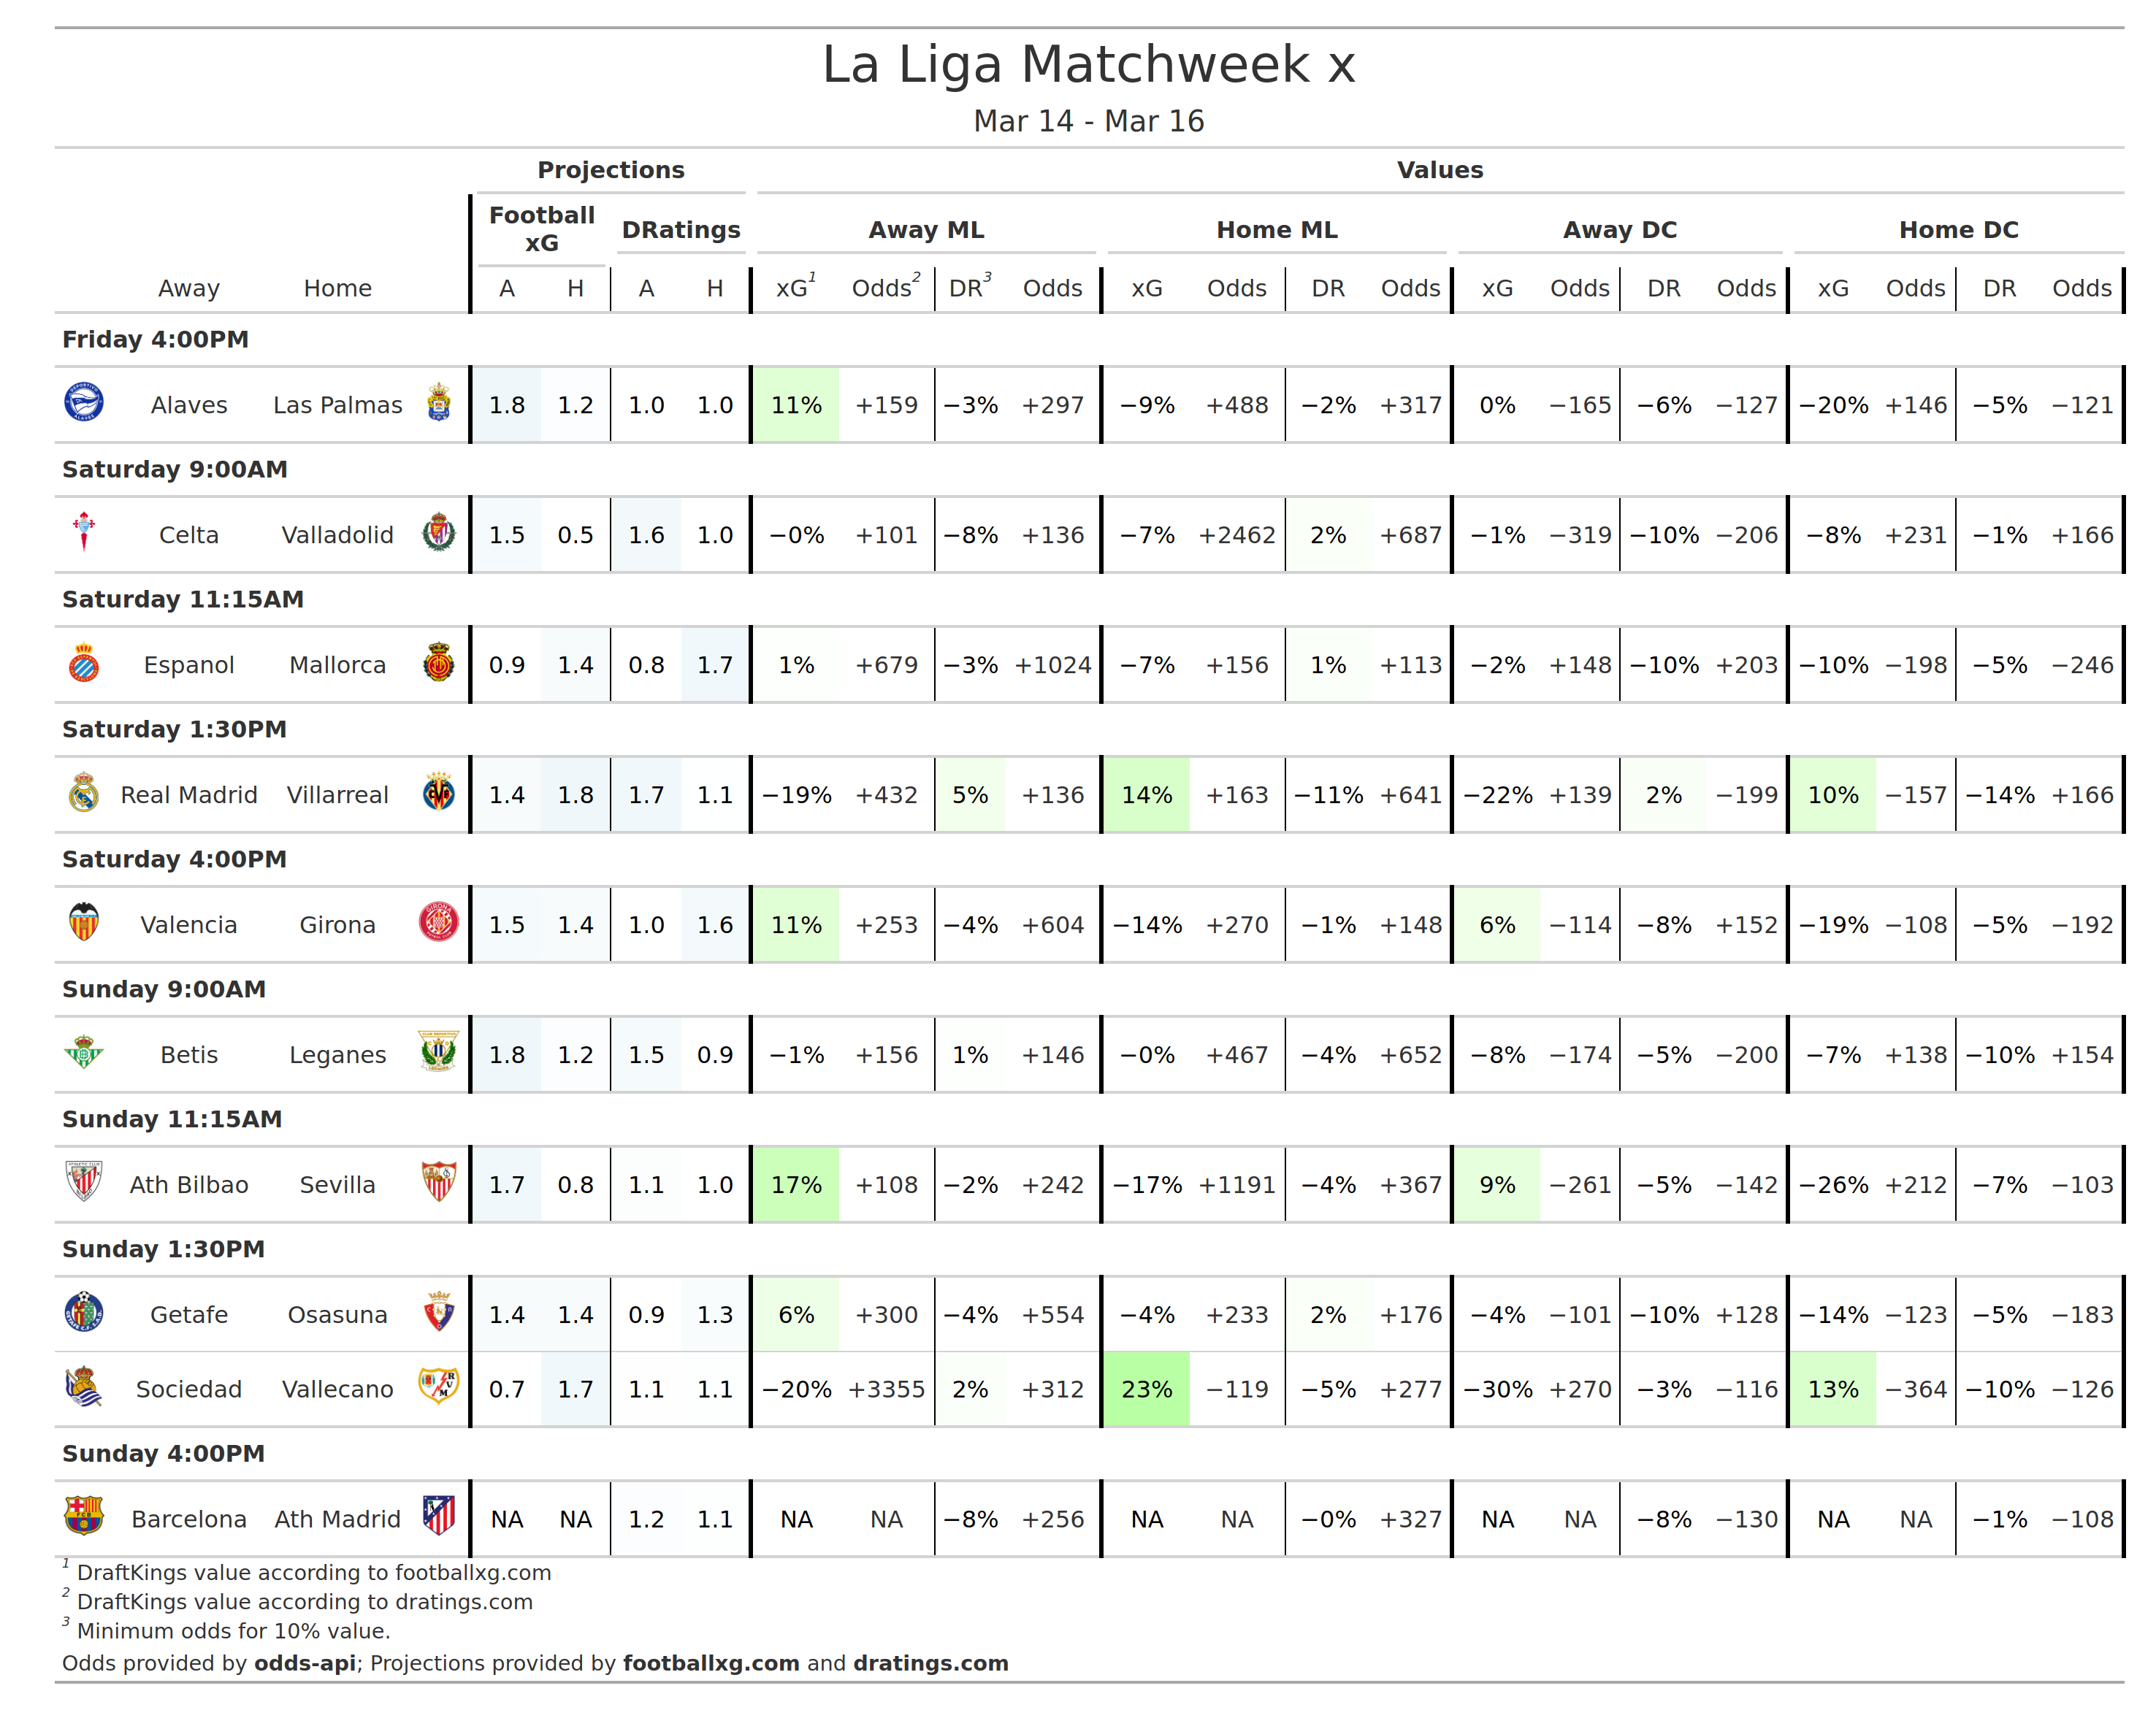 La Liga Matchweek x
Mar 14 - Mar 16
Projections Values
Football xG DRatings Away ML Home ML Away DC Home DC
Away Home A H A H xG1 Odds2 DR3 Odds xG Odds DR Odds xG Odds DR Odds xG Odds DR Odds
Friday 4:00PM
Alaves Las Palmas 1.8 1.2 1.0 1.0 11% +159 −3% +297 −9% +488 −2% +317 0% −165 −6% −127 −20% +146 −5% −121
Saturday 9:00AM
Celta Valladolid 1.5 0.5 1.6 1.0 −0% +101 −8% +136 −7% +2462 2% +687 −1% −319 −10% −206 −8% +231 −1% +166
Saturday 11:15AM
Espanol Mallorca 0.9 1.4 0.8 1.7 1% +679 −3% +1024 −7% +156 1% +113 −2% +148 −10% +203 −10% −198 −5% −246
Saturday 1:30PM
Real Madrid Villarreal 1.4 1.8 1.7 1.1 −19% +432 5% +136 14% +163 −11% +641 −22% +139 2% −199 10% −157 −14% +166
Saturday 4:00PM
Valencia Girona 1.5 1.4 1.0 1.6 11% +253 −4% +604 −14% +270 −1% +148 6% −114 −8% +152 −19% −108 −5% −192
Sunday 9:00AM
Betis Leganes 1.8 1.2 1.5 0.9 −1% +156 1% +146 −0% +467 −4% +652 −8% −174 −5% −200 −7% +138 −10% +154
Sunday 11:15AM
Ath Bilbao Sevilla 1.7 0.8 1.1 1.0 17% +108 −2% +242 −17% +1191 −4% +367 9% −261 −5% −142 −26% +212 −7% −103
Sunday 1:30PM
Getafe Osasuna 1.4 1.4 0.9 1.3 6% +300 −4% +554 −4% +233 2% +176 −4% −101 −10% +128 −14% −123 −5% −183
Sociedad Vallecano 0.7 1.7 1.1 1.1 −20% +3355 2% +312 23% −119 −5% +277 −30% +270 −3% −116 13% −364 −10% −126
Sunday 4:00PM
Barcelona Ath Madrid NA NA 1.2 1.1 NA NA −8% +256 NA NA −0% +327 NA NA −8% −130 NA NA −1% −108
1 DraftKings value according to footballxg.com
2 DraftKings value according to dratings.com
3 Minimum odds for 10% value.
Odds provided by odds-api; Projections provided by footballxg.com and dratings.com